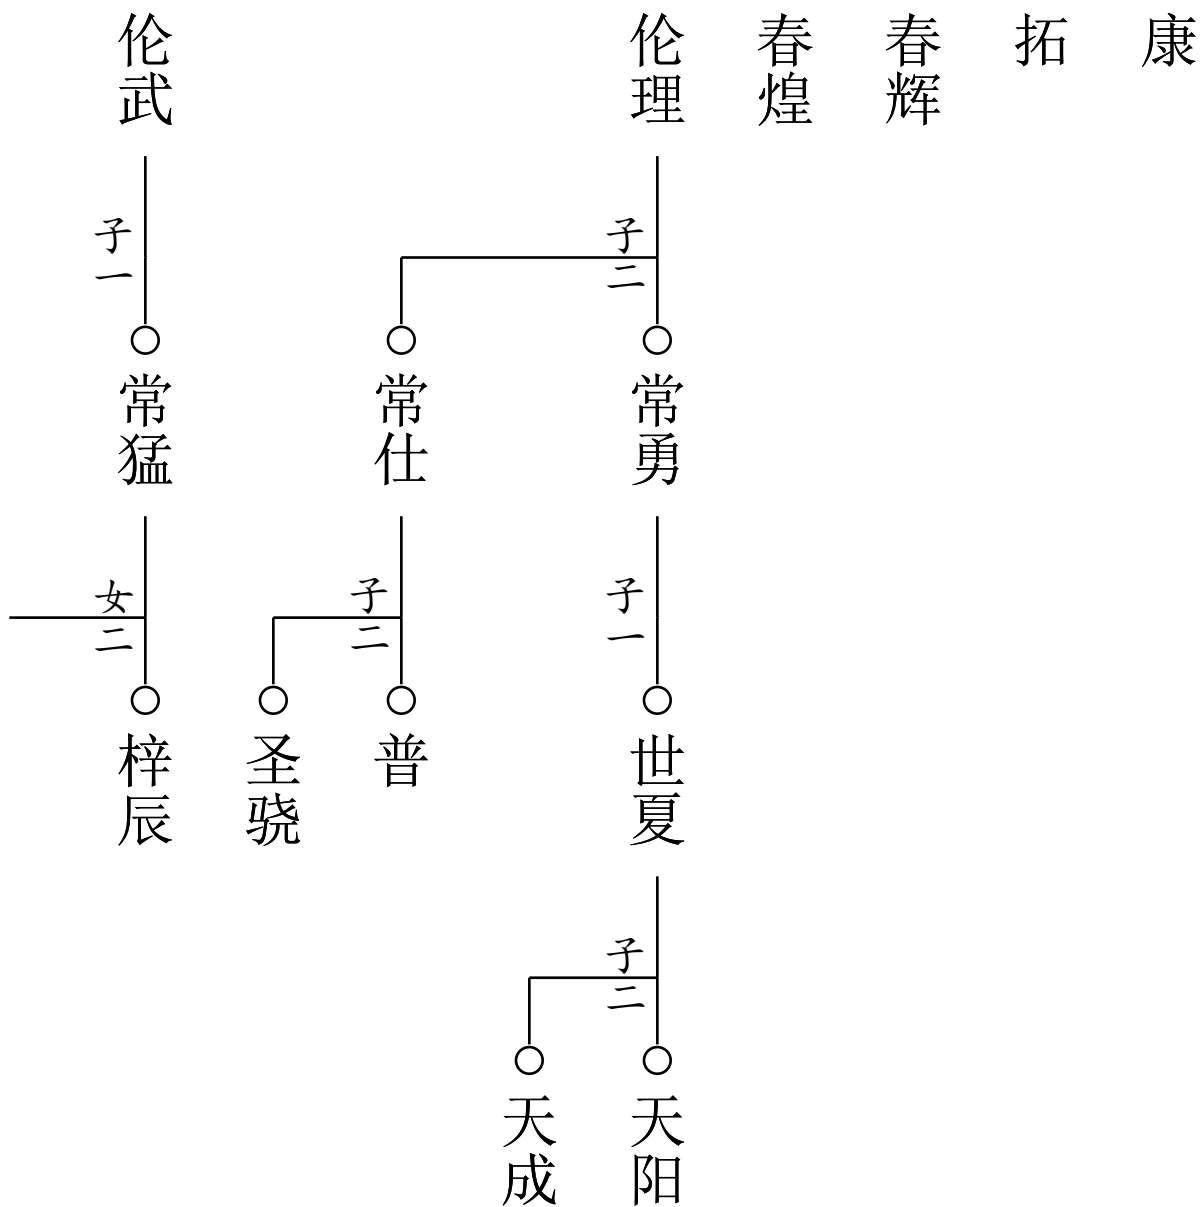 康
拓
春辉
春煌
伦理
伦武
子二
子一
常勇
常仕
常猛
子一
子二
女二
世夏
普
圣骁
梓辰
子二
天阳
天成